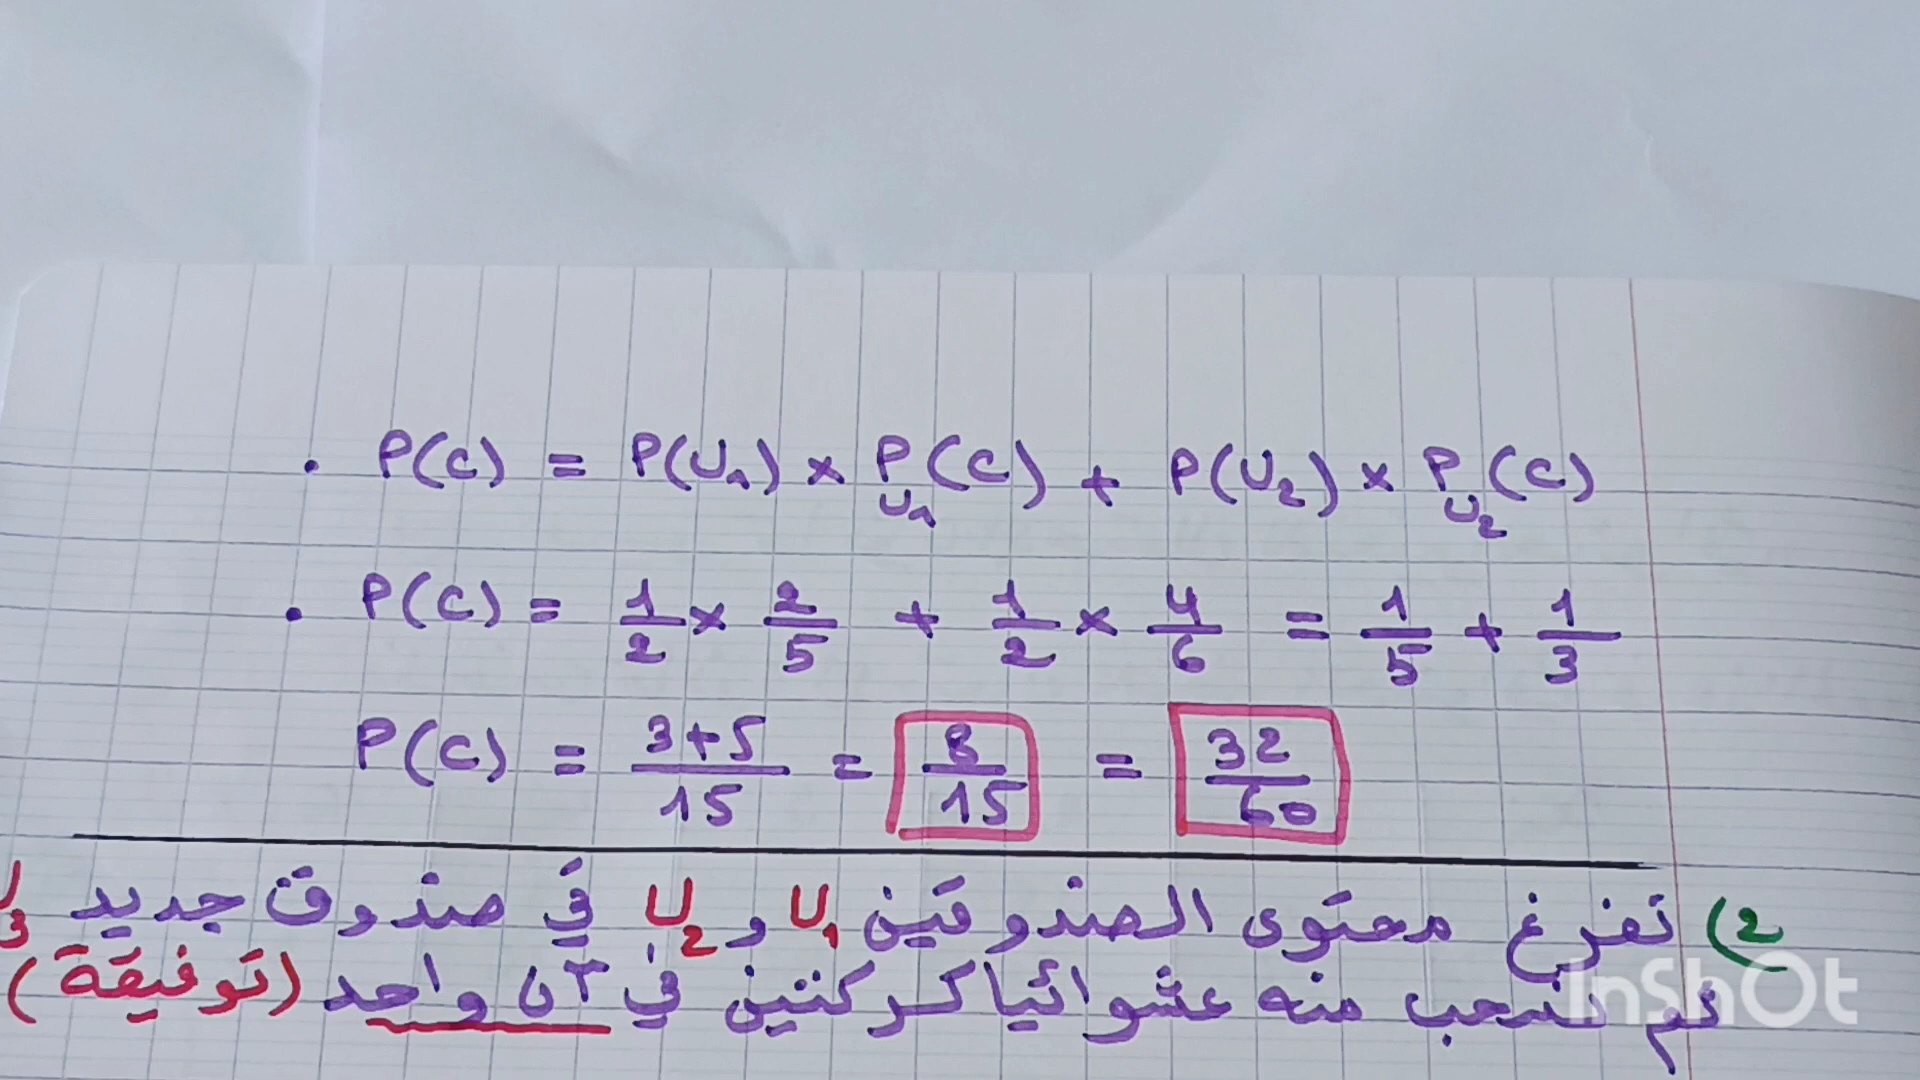 • P(C) = P(U₁) × P_U₁(C) + P(U₂) × P_U₂(C)
• P(C) = 1/2 × 2/5 + 1/2 × 4/6 = 1/5 + 1/3
P(C) = 3+5/15 = 8/15 = 32/60
2) نفرغ محتوى الصندوقين U₁ و U₂ في صندوق جديد U₃
ثم نسحب منه عشوائيا كركتين في آن واحد (توفيقة)
InShOt